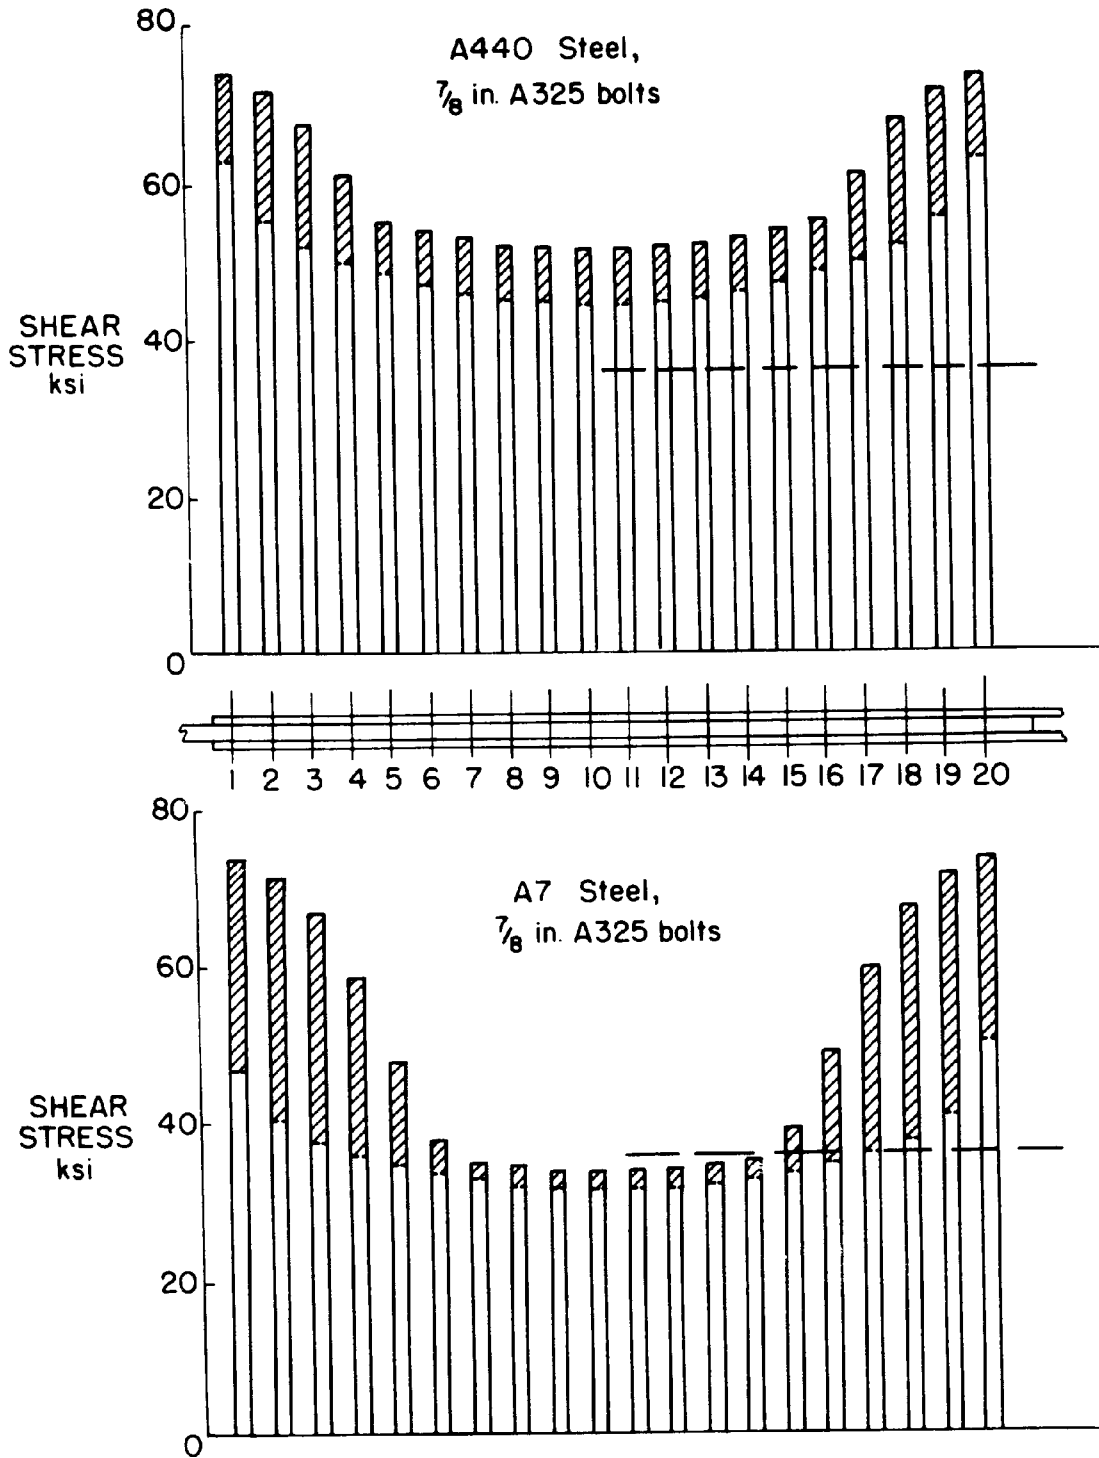 80
A440 Steel,
7/8 in. A325 bolts
60
SHEAR
STRESS
ksi
40
20
0
1 2 3 4 5 6 7 8 9 10 11 12 13 14 15 16 17 18 19 20
80
A7 Steel,
7/8 in. A325 bolts
60
SHEAR
STRESS
ksi
40
20
0